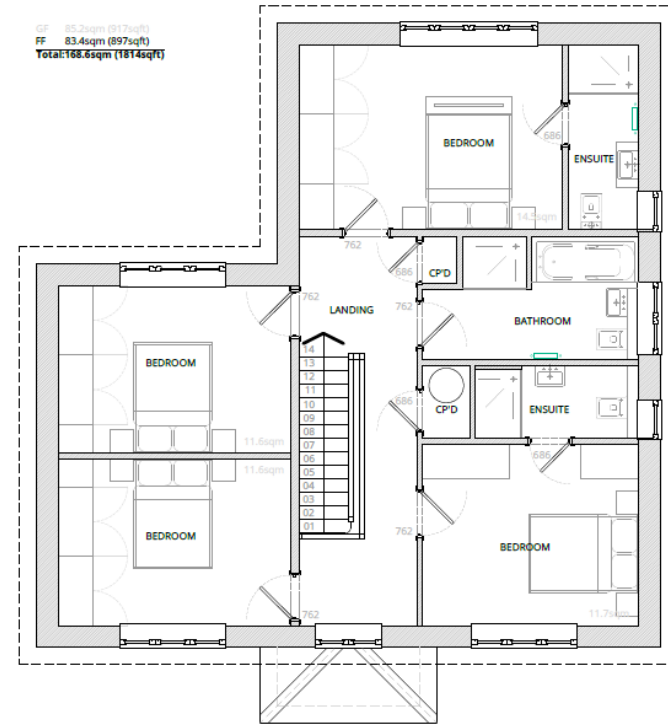 GF 85.2sqm (917sqft)
FF 83.4sqm (897sqft)
Total:168.6sqm (1814sqft)
BEDROOM
686
ENSUITE
14.5sqm
762
686
CP'D
762
762
LANDING
BATHROOM
14
13
12
11
10
09
08
07
06
05
04
03
02
01
BEDROOM
11.6sqm
686
CP'D
ENSUITE
686
11.6sqm
BEDROOM
762
BEDROOM
11.7sqm
762